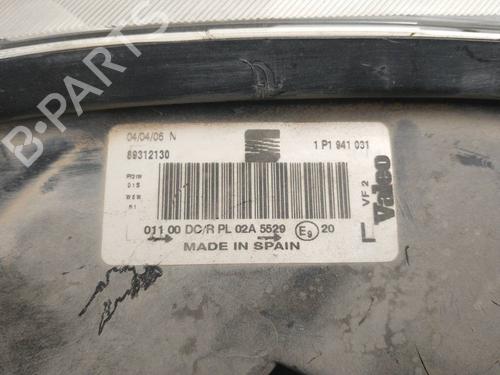 04/04/06 N
89312130
1 P1 941 031
L 011 00 DC/R PL 02A 5529 E9 20
MADE IN SPAIN
VF 2
L Valeo
B-PARTS